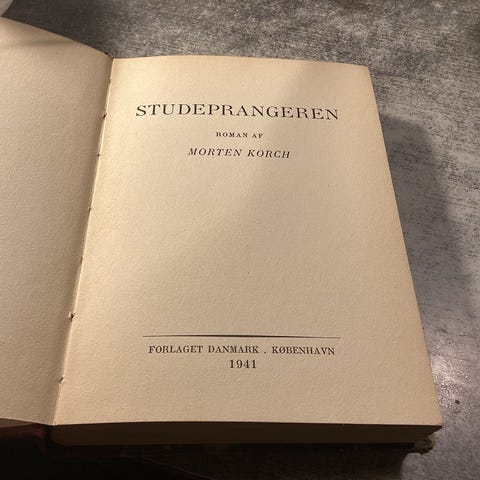 STUDEPRANGEREN
ROMAN AF
MORTEN KORCH
FORLAGET DANMARK . KØBENHAVN
1941